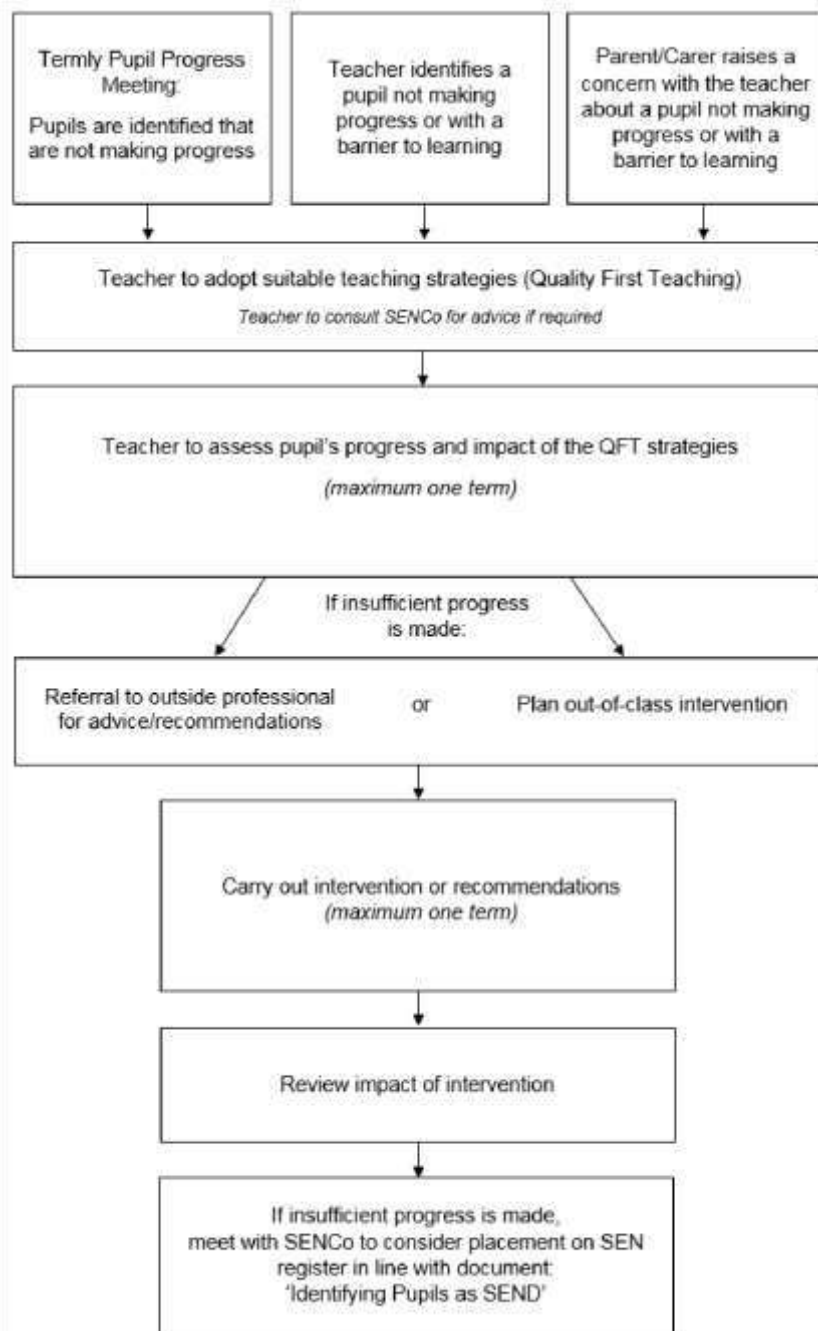 Termly Pupil Progress
Meeting:
Pupils are identified that
are not making progress
Teacher identifies a
pupil not making
progress or with a
barrier to learning
Parent/Carer raises a
concern with the teacher
about a pupil not making
progress or with a
barrier to learning
Teacher to adopt suitable teaching strategies (Quality First Teaching)
Teacher to consult SENCo for advice if required
Teacher to assess pupil's progress and impact of the QFT strategies
(maximum one term)
If insufficient progress
is made:
Referral to outside professional
for advice/recommendations
or
Plan out-of-class intervention
Carry out intervention or recommendations
(maximum one term)
Review impact of intervention
If insufficient progress is made,
meet with SENCo to consider placement on SEN
register in line with document:
'Identifying Pupils as SEND'